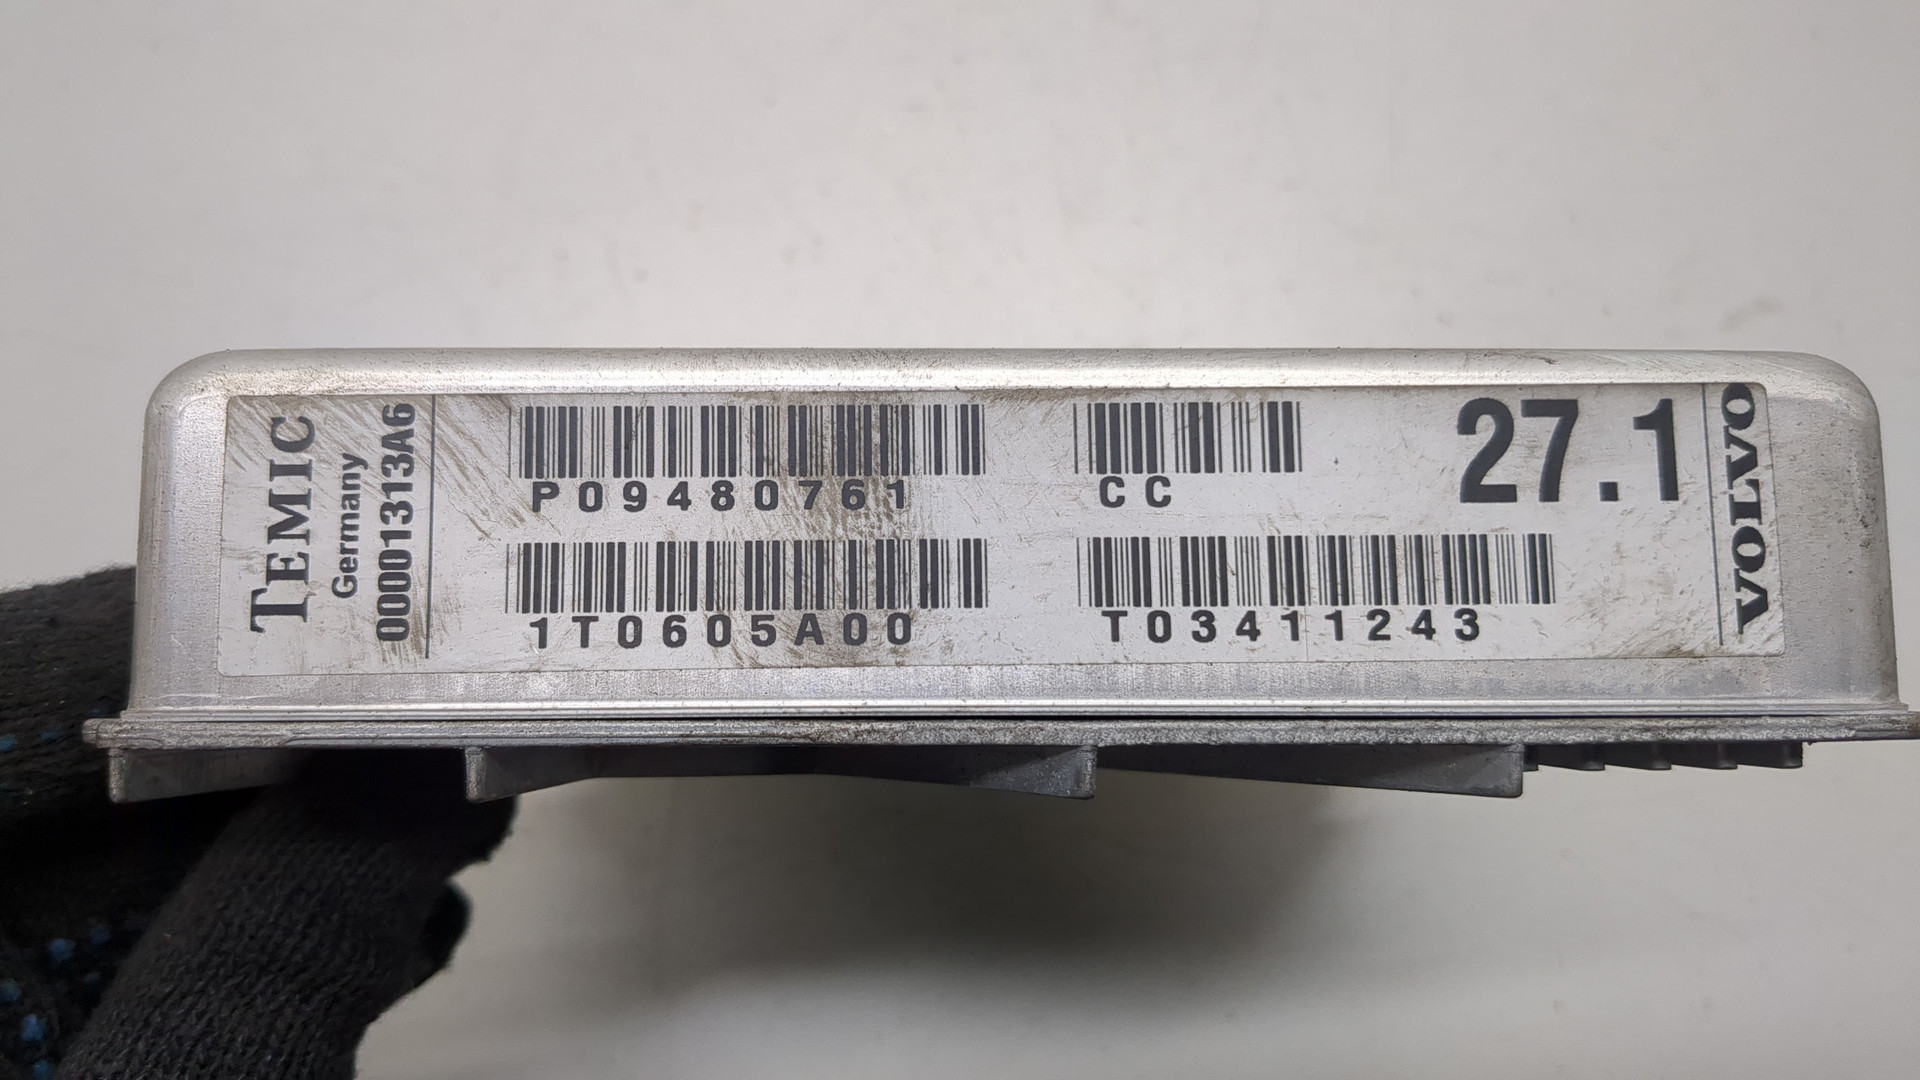 TEMIC
Germany
00001313A6
P09480761
CC
27.1
1T0605A00
T03411243
VOLVO